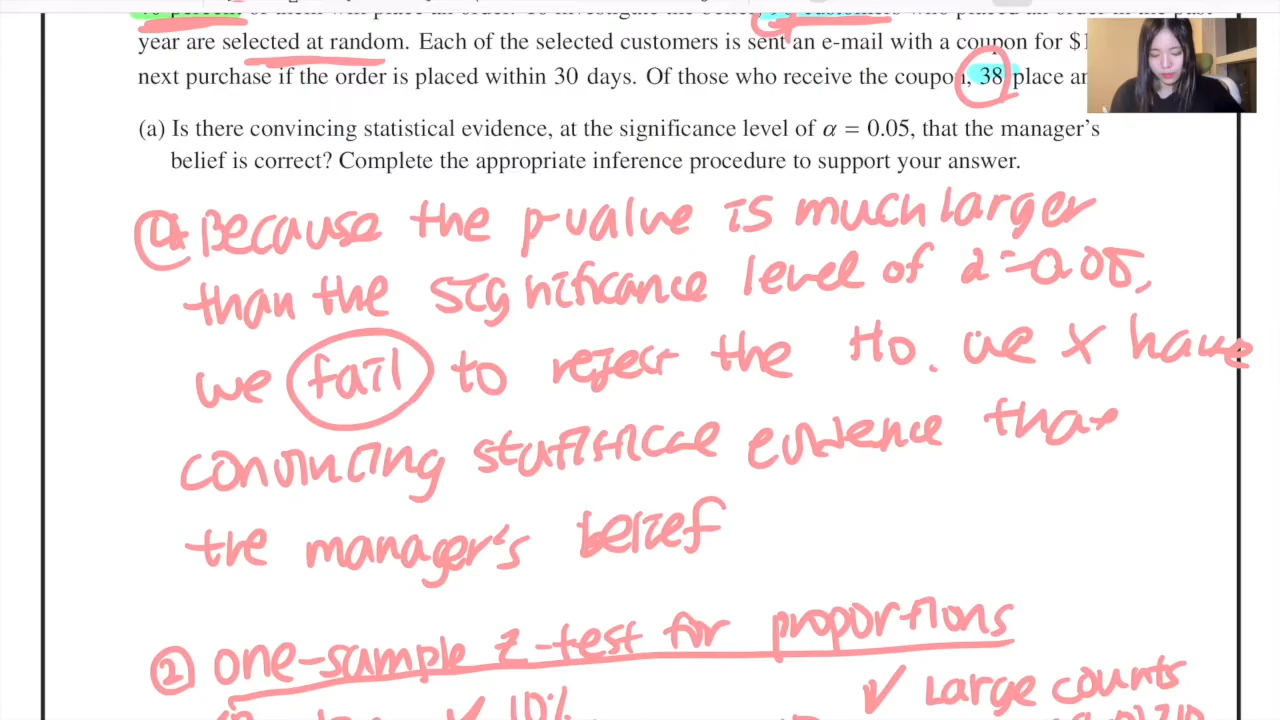 year are selected at random. Each of the selected customers is sent an e-mail with a coupon for $1
next purchase if the order is placed within 30 days. Of those who receive the coupon, 38 place an
(a) Is there convincing statistical evidence, at the significance level of α = 0.05, that the manager's
belief is correct? Complete the appropriate inference procedure to support your answer.
Because the p-value is much larger
than the significance level of α=0.05,
we fail to reject the Ho. we X have
convincing statistical evidence that
the manager's belief
② one-sample z-test for proportions
✓ Large counts
✓ 10%